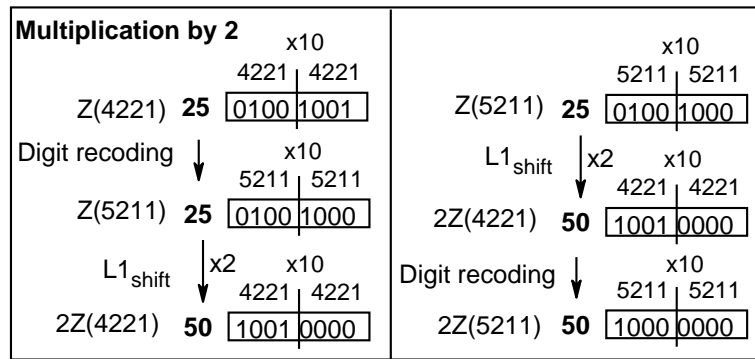 Multiplication by 2
x10
4221 4221
Z(4221) 25 0100 1001
Digit recoding
x10
5211 5211
Z(5211) 25 0100 1000
L1shift x2
x10
4221 4221
2Z(4221) 50 1001 0000
x10
5211 5211
Z(5211) 25 0100 1000
L1shift x2
x10
4221 4221
2Z(4221) 50 1001 0000
Digit recoding
x10
5211 5211
2Z(5211) 50 1000 0000